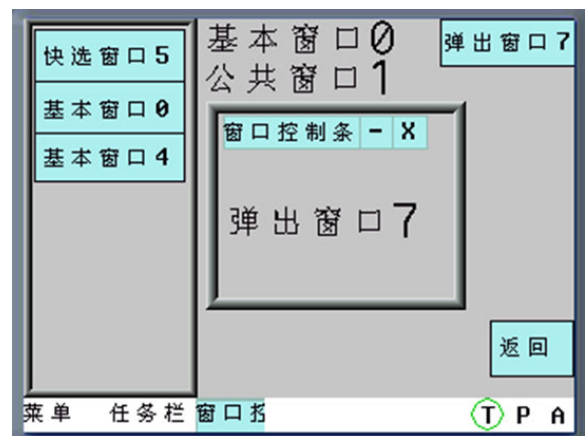 快选窗口5
基本窗口0
基本窗口4
基本窗口0
公共窗口1
弹出窗口7
窗口控制条 - X
弹出窗口7
返回
菜单 任务栏 窗口
T P A